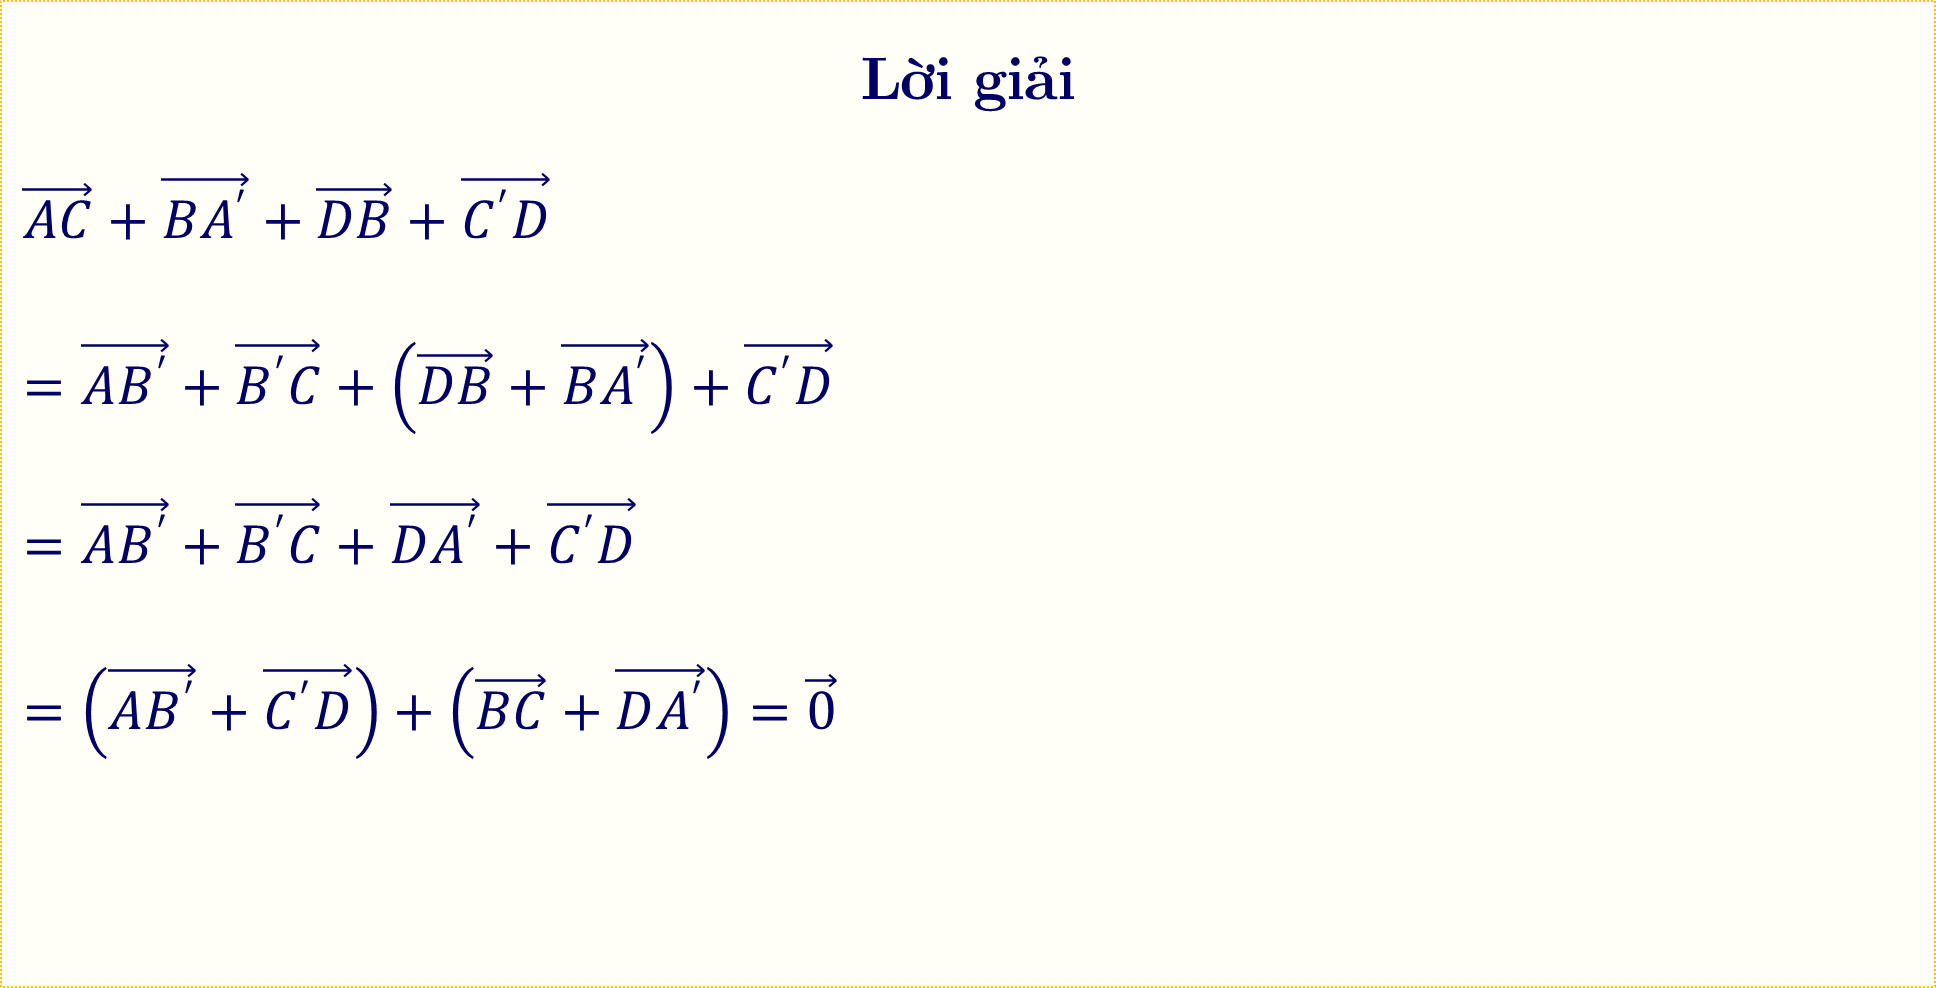 Lời giải
$\overrightarrow{AC} + \overrightarrow{BA'} + \overrightarrow{DB} + \overrightarrow{C'D}$
$= \overrightarrow{AB'} + \overrightarrow{B'C} + \left(\overrightarrow{DB} + \overrightarrow{BA'}\right) + \overrightarrow{C'D}$
$= \overrightarrow{AB'} + \overrightarrow{B'C} + \overrightarrow{DA'} + \overrightarrow{C'D}$
$= \left(\overrightarrow{AB'} + \overrightarrow{C'D}\right) + \left(\overrightarrow{BC} + \overrightarrow{DA'}\right) = \overrightarrow{0}$